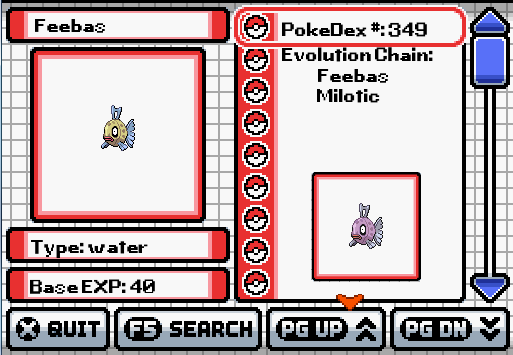 Feebas
PokeDex #: 349
Evolution Chain:
Feebas
Milotic
Type: water
Base EXP: 40
X QUIT
F5 SEARCH
PG UP
PG DN